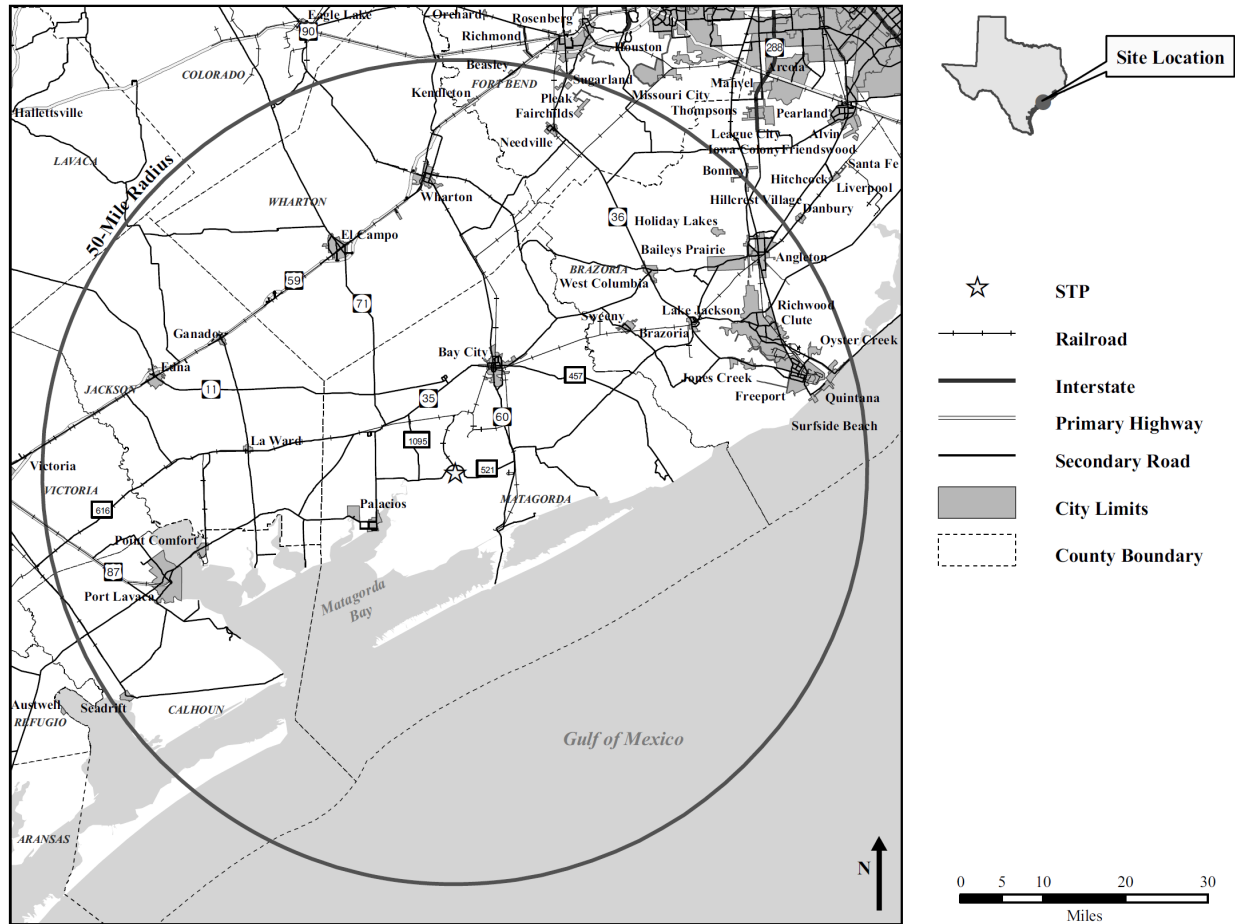 Eagle Lake
Orchard
Rosenberg
90
Richmond
Houston
288
COLORADO
Beasley
Arcola
FORT BEND
Sugarland
Manvel
Kendleton
Pleak
Missouri City
Hallettsville
Fairchilds
Thompsons
Pearland
Needville
League City
Alvin
Iowa Colony
Friendswood
LAVACA
Santa Fe
Bonney
Hitchcock
50-Mile Radius
Wharton
Liverpool
WHARTON
Hillcrest Village
Danbury
36
Holiday Lakes
El Campo
Baileys Prairie
Angleton
BRAZORIA
59
West Columbia
71
Richwood
Lake Jackson
Sweeny
Clute
Ganado
Brazoria
Oyster Creek
Bay City
Edna
457
Jones Creek
JACKSON
11
35
Freeport
Quintana
60
Surfside Beach
1095
La Ward
Victoria
521
VICTORIA
MATAGORDA
616
Palacios
Point Comfort
87
Port Lavaca
Matagorda
Bay
Austwell
Seadrift
CALHOUN
REFUGIO
Gulf of Mexico
ARANSAS
N
Site Location
STP
Railroad
Interstate
Primary Highway
Secondary Road
City Limits
County Boundary
0 5 10 20 30
Miles